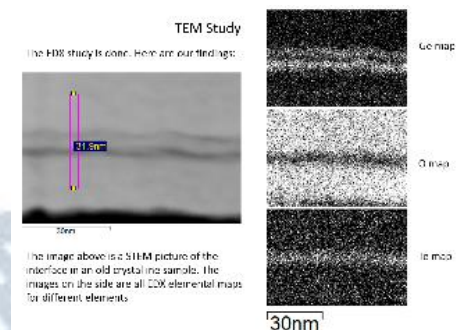 TEM Study
The EDX study is done. Here are our findings:
Ge map
31.9nm
O map
30nm
Te map
The image above is a STEM picture of the
interface in an old crystalline sample. The
images on the side are all EDX elemental maps
for different elements
30nm